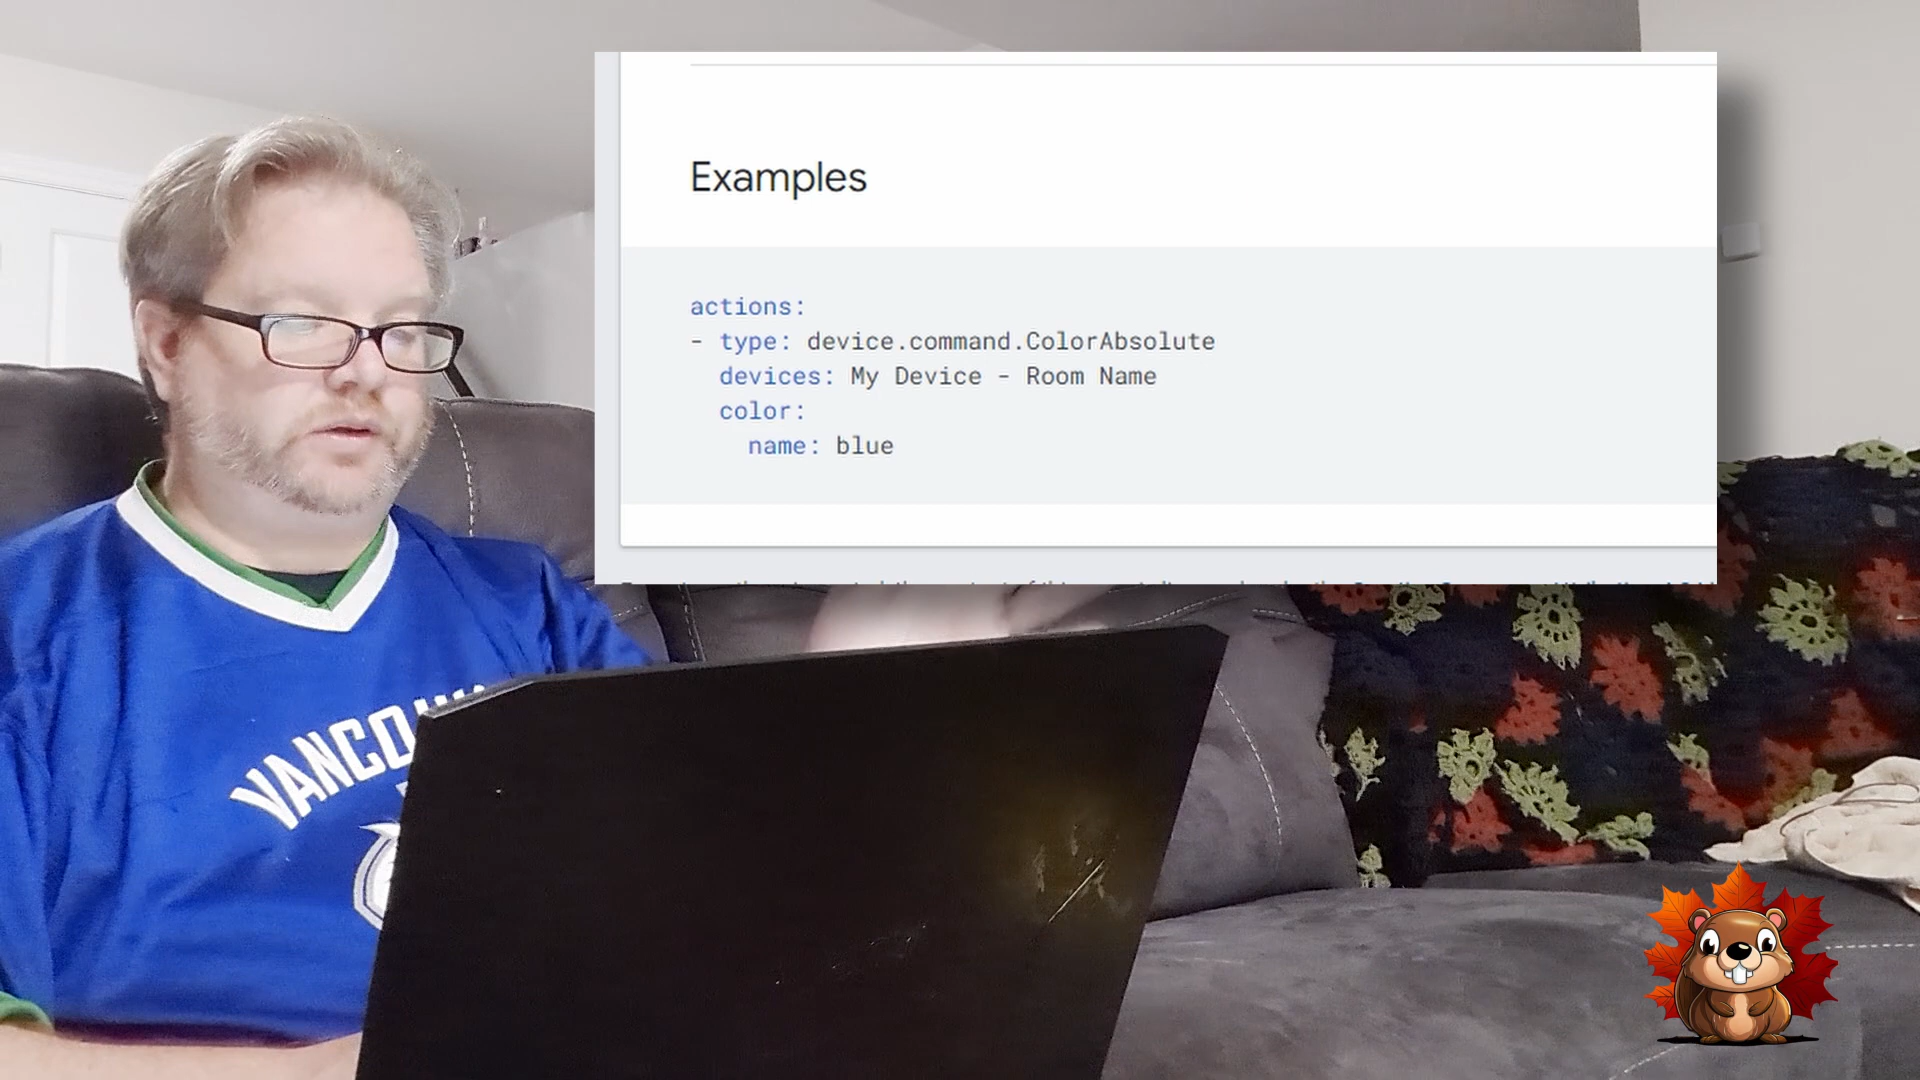 Examples
actions:
- type: device.command.ColorAbsolute
devices: My Device - Room Name
color:
name: blue